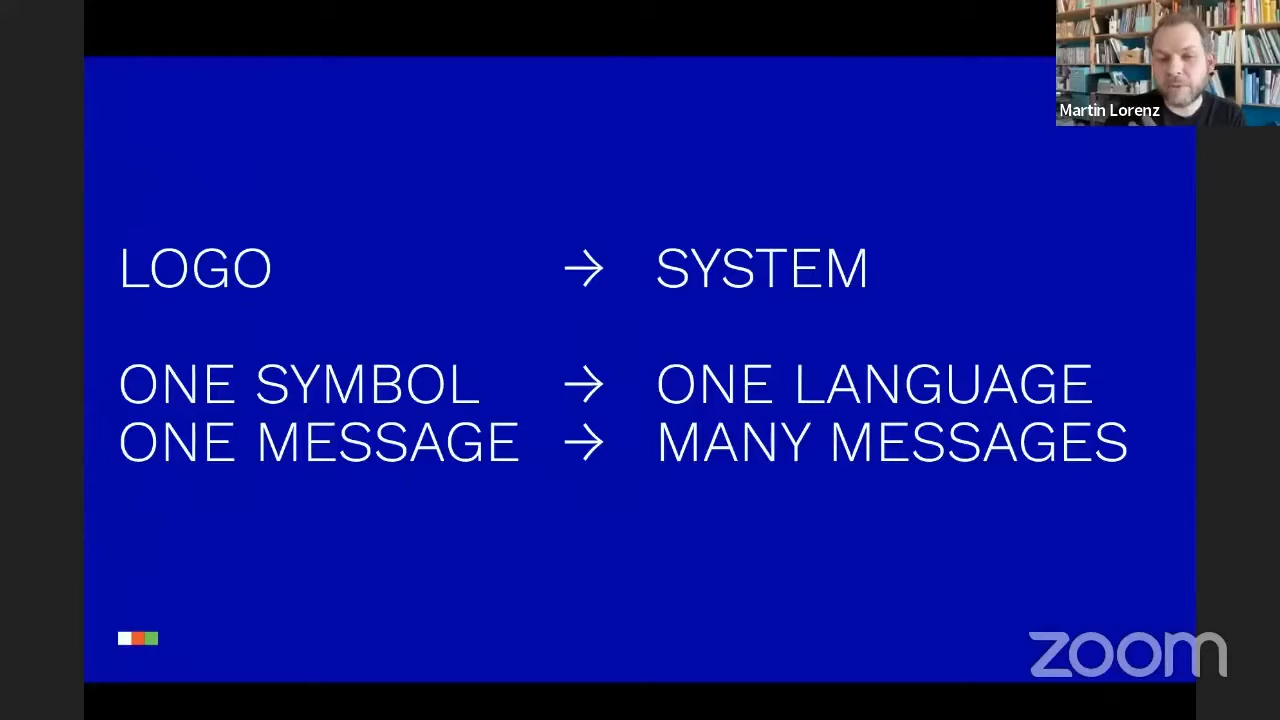 Martin Lorenz
LOGO → SYSTEM
ONE SYMBOL → ONE LANGUAGE
ONE MESSAGE → MANY MESSAGES
zoom